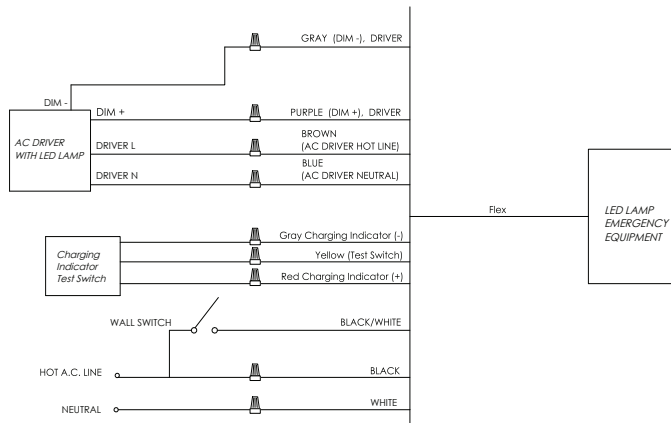 GRAY (DIM -), DRIVER
DIM -
DIM +
PURPLE (DIM +), DRIVER
AC DRIVER
WITH LED LAMP
DRIVER L
BROWN
(AC DRIVER HOT LINE)
DRIVER N
BLUE
(AC DRIVER NEUTRAL)
Flex
LED LAMP
EMERGENCY
EQUIPMENT
Charging
Indicator
Test Switch
Gray Charging Indicator (-)
Yellow (Test Switch)
Red Charging Indicator (+)
WALL SWITCH
BLACK/WHITE
HOT A.C. LINE
BLACK
NEUTRAL
WHITE